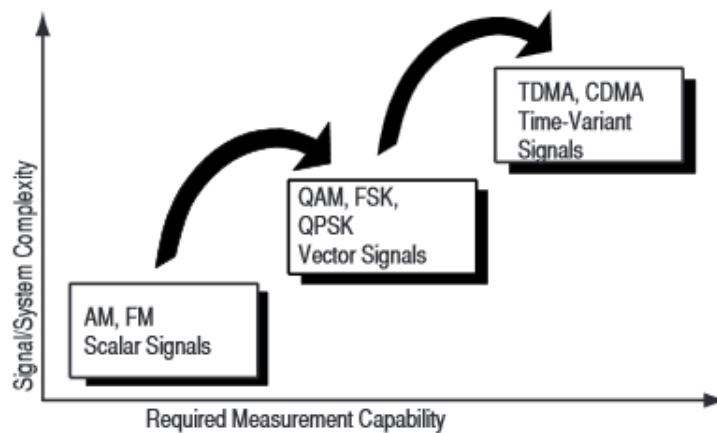 Signal/System Complexity
TDMA, CDMA
Time-Variant
Signals
QAM, FSK,
QPSK
Vector Signals
AM, FM
Scalar Signals
Required Measurement Capability